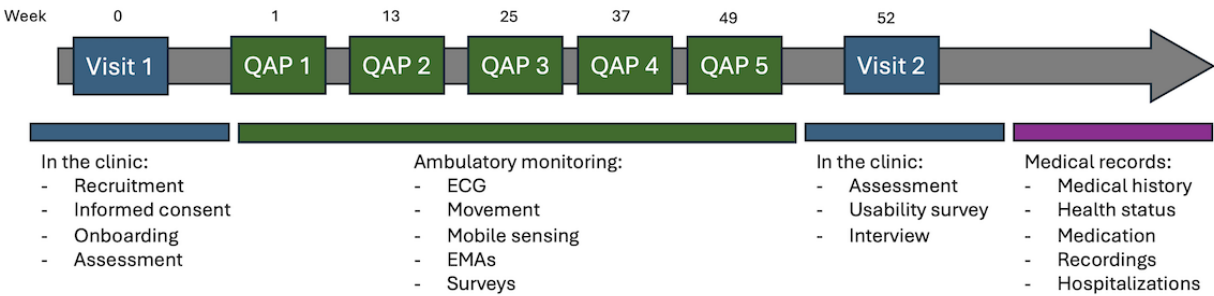 Week 0 1 13 25 37 49 52
Visit 1 QAP 1 QAP 2 QAP 3 QAP 4 QAP 5 Visit 2
In the clinic:
- Recruitment
- Informed consent
- Onboarding
- Assessment
Ambulatory monitoring:
- ECG
- Movement
- Mobile sensing
- EMAs
- Surveys
In the clinic:
- Assessment
- Usability survey
- Interview
Medical records:
- Medical history
- Health status
- Medication
- Recordings
- Hospitalizations